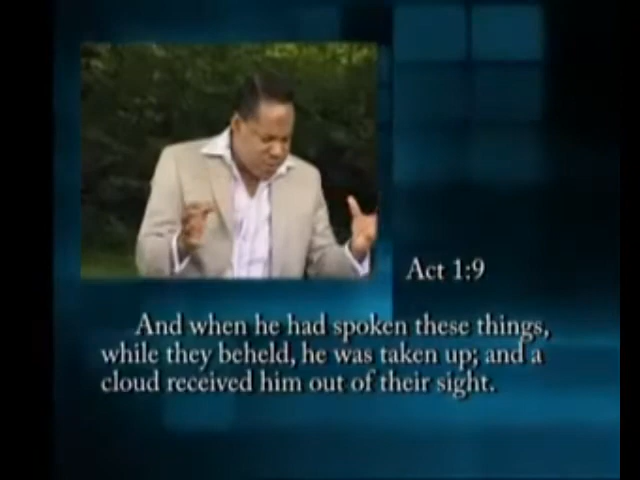 Act 1:9
And when he had spoken these things,
while they beheld, he was taken up; and a
cloud received him out of their sight.